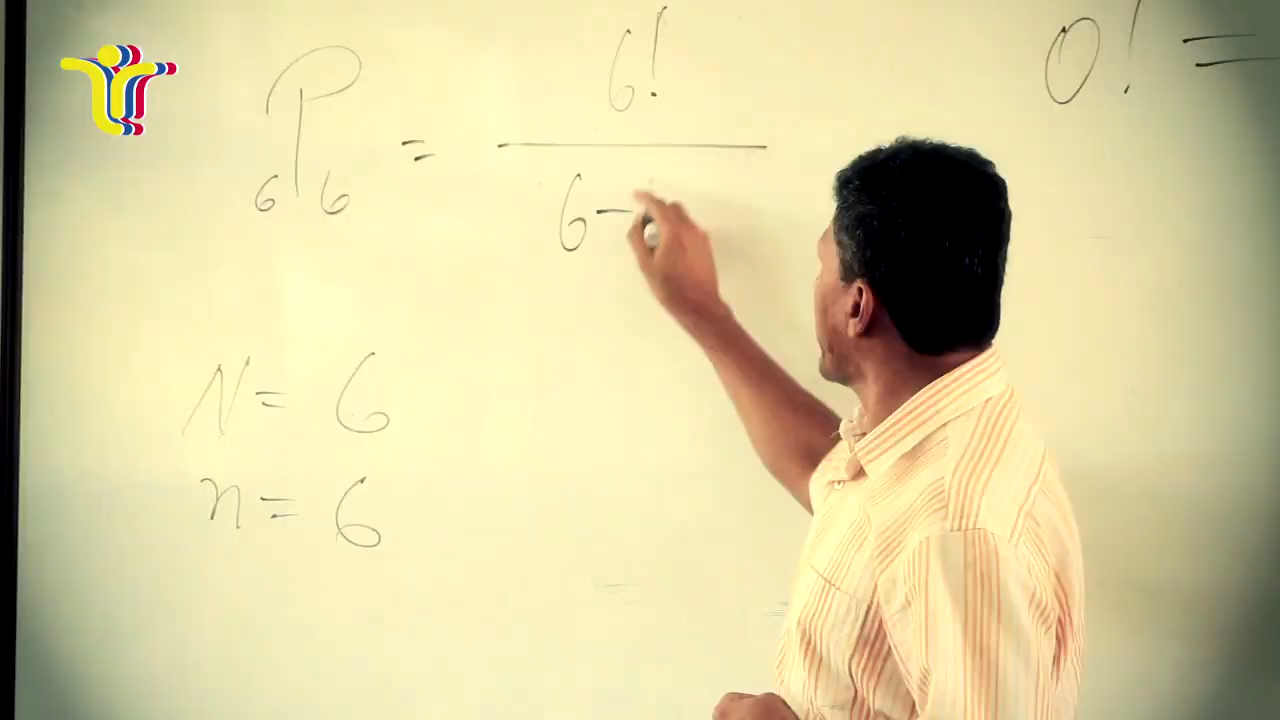 ₆P₆ = 6! / 6 −
0! =
N = 6
n = 6